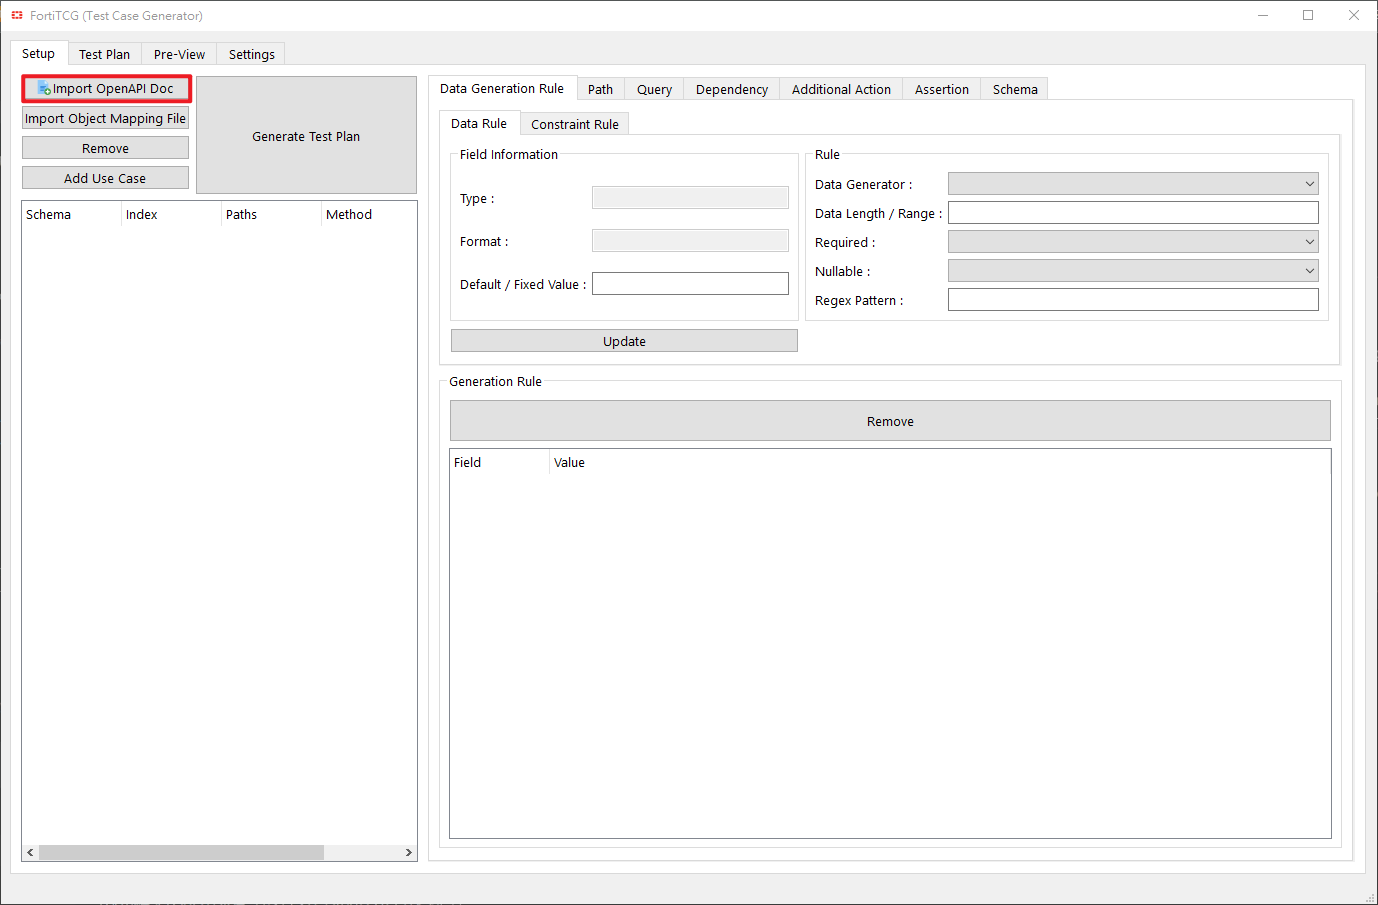 FortiTCG (Test Case Generator)
Setup
Test Plan
Pre-View
Settings
Import OpenAPI Doc
Import Object Mapping File
Remove
Add Use Case
Generate Test Plan
Schema
Index
Paths
Method
Data Generation Rule
Path
Query
Dependency
Additional Action
Assertion
Schema
Data Rule
Constraint Rule
Field Information
Type :
Format :
Default / Fixed Value :
Rule
Data Generator :
Data Length / Range :
Required :
Nullable :
Regex Pattern :
Update
Generation Rule
Remove
Field
Value